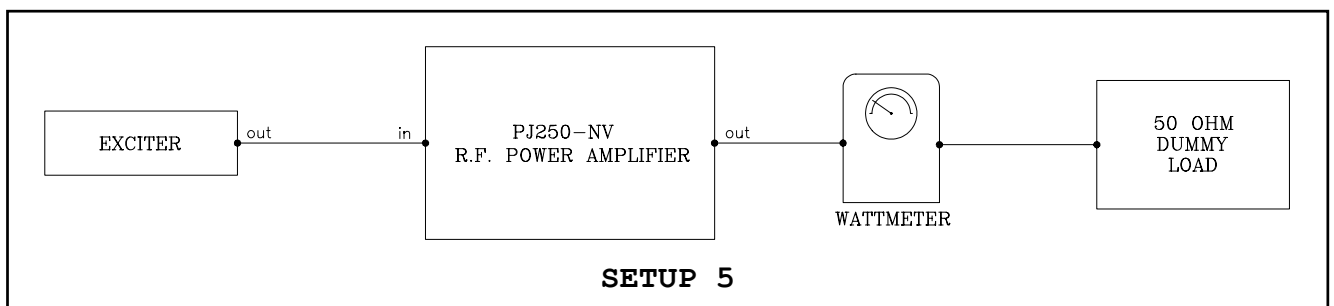 EXCITER
out
in
PJ250-NV
R.F. POWER AMPLIFIER
out
WATTMETER
50 OHM
DUMMY
LOAD
SETUP 5